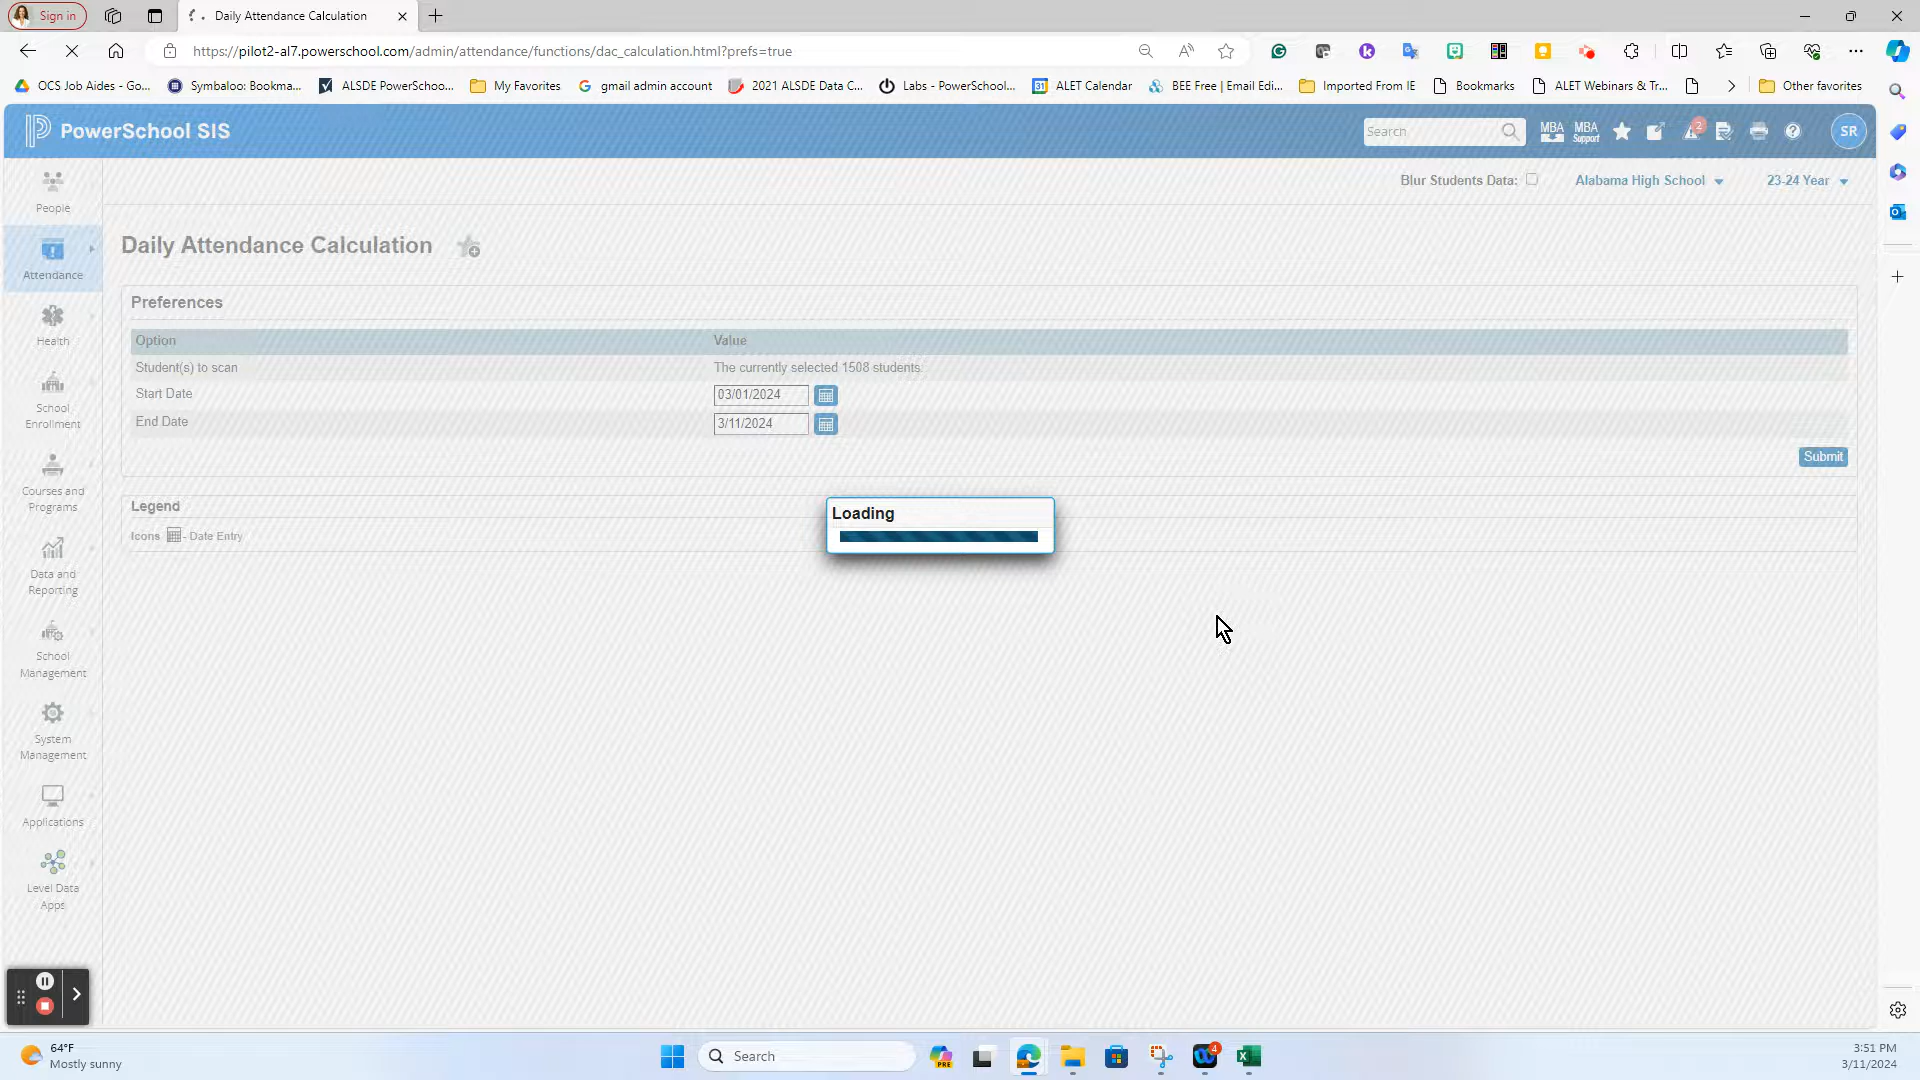 Sign in
Daily Attendance Calculation
https://pilot2-al7.powerschool.com/admin/attendance/functions/dac_calculation.html?prefs=true
OCS Job Aides - Go...
Symbaloo: Bookma...
ALSDE PowerSchoo...
My Favorites
gmail admin account
2021 ALSDE Data C...
Labs - PowerSchool...
ALET Calendar
BEE Free | Email Edi...
Imported From IE
Bookmarks
ALET Webinars & Tr...
Other favorites
PowerSchool SIS
Search
MBA
MBA Support
2
SR
Blur Students Data:
Alabama High School
23-24 Year
People
Attendance
Health
School
Enrollment
Courses and
Programs
Data and
Reporting
School
Management
System
Management
Applications
Level Data
Apps
Daily Attendance Calculation
Preferences
Option Value
Student(s) to scan The currently selected 1508 students.
Start Date 03/01/2024
End Date 3/11/2024
Submit
Legend
Icons - Date Entry
Loading
64°F
Mostly sunny
Search
PRE
4
3:51 PM
3/11/2024